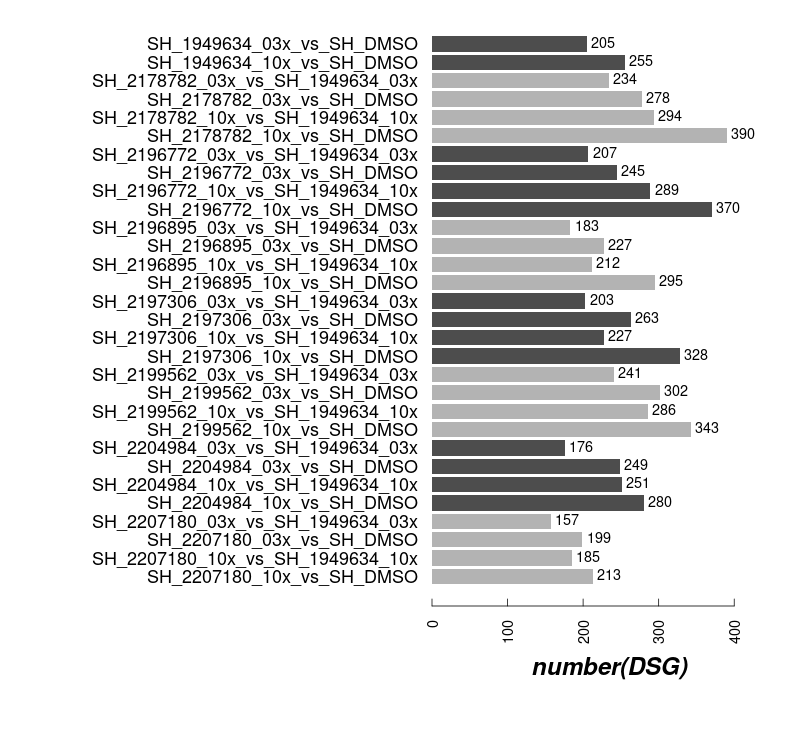 SH_1949634_03x_vs_SH_DMSO 205
SH_1949634_10x_vs_SH_DMSO 255
SH_2178782_03x_vs_SH_1949634_03x 234
SH_2178782_03x_vs_SH_DMSO 278
SH_2178782_10x_vs_SH_1949634_10x 294
SH_2178782_10x_vs_SH_DMSO 390
SH_2196772_03x_vs_SH_1949634_03x 207
SH_2196772_03x_vs_SH_DMSO 245
SH_2196772_10x_vs_SH_1949634_10x 289
SH_2196772_10x_vs_SH_DMSO 370
SH_2196895_03x_vs_SH_1949634_03x 183
SH_2196895_03x_vs_SH_DMSO 227
SH_2196895_10x_vs_SH_1949634_10x 212
SH_2196895_10x_vs_SH_DMSO 295
SH_2197306_03x_vs_SH_1949634_03x 203
SH_2197306_03x_vs_SH_DMSO 263
SH_2197306_10x_vs_SH_1949634_10x 227
SH_2197306_10x_vs_SH_DMSO 328
SH_2199562_03x_vs_SH_1949634_03x 241
SH_2199562_03x_vs_SH_DMSO 302
SH_2199562_10x_vs_SH_1949634_10x 286
SH_2199562_10x_vs_SH_DMSO 343
SH_2204984_03x_vs_SH_1949634_03x 176
SH_2204984_03x_vs_SH_DMSO 249
SH_2204984_10x_vs_SH_1949634_10x 251
SH_2204984_10x_vs_SH_DMSO 280
SH_2207180_03x_vs_SH_1949634_03x 157
SH_2207180_03x_vs_SH_DMSO 199
SH_2207180_10x_vs_SH_1949634_10x 185
SH_2207180_10x_vs_SH_DMSO 213
0 100 200 300 400
number(DSG)